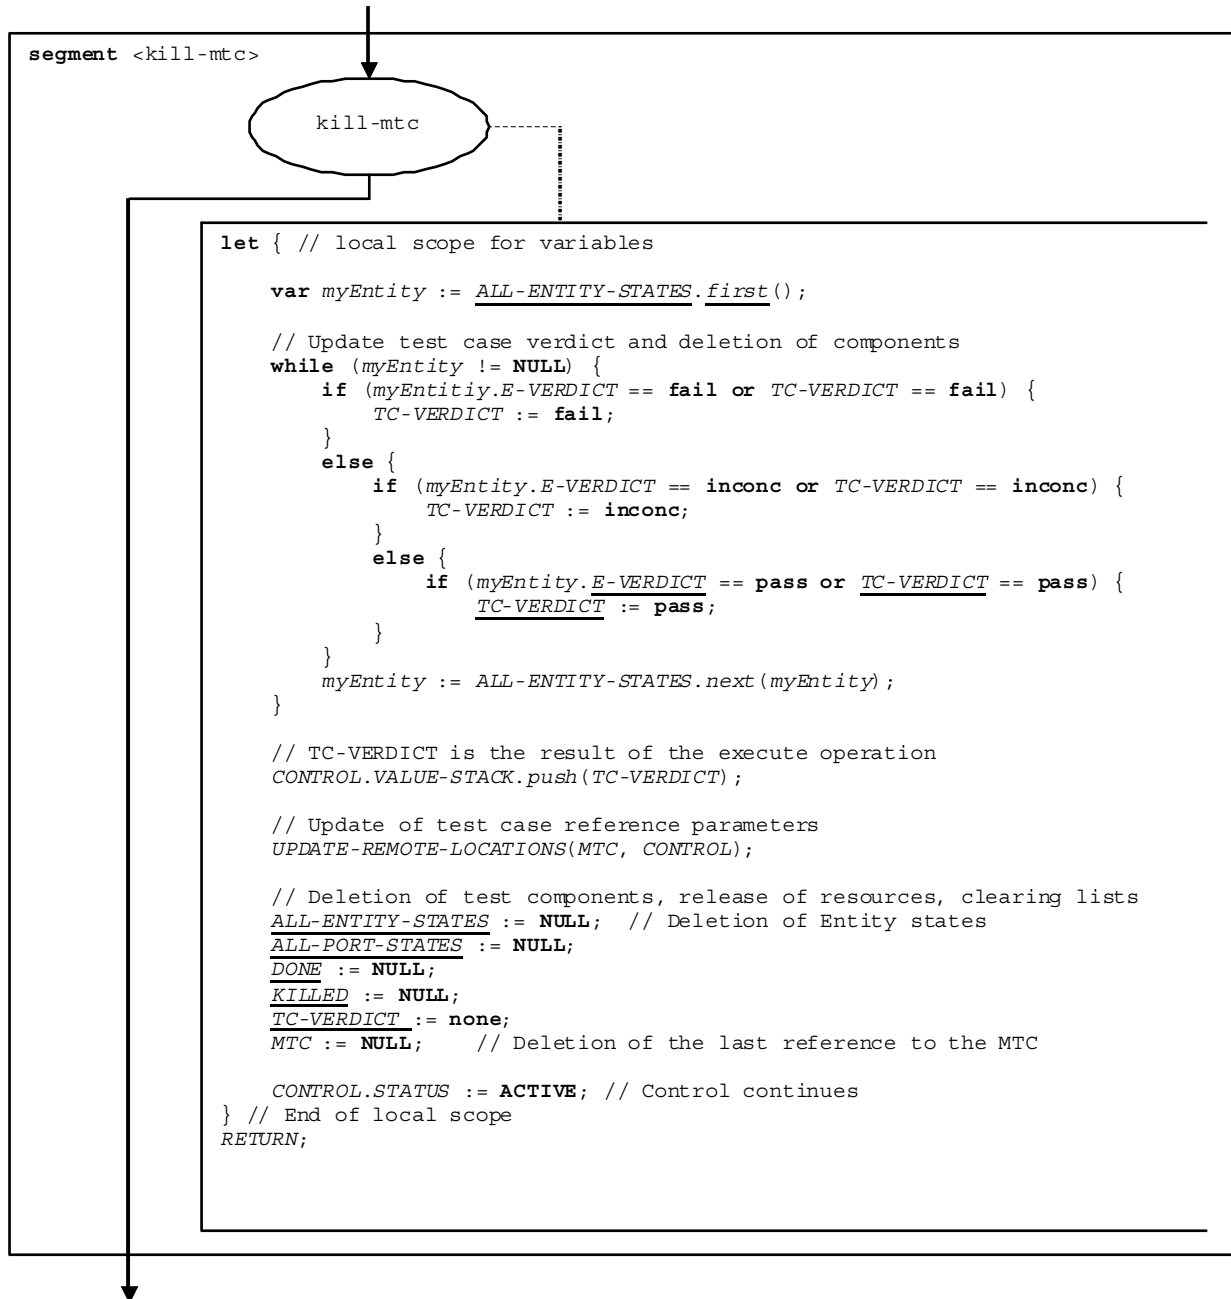 segment <kill-mtc>
kill-mtc
let { // local scope for variables
var myEntity := ALL-ENTITY-STATES.first();
// Update test case verdict and deletion of components
while (myEntity != NULL) {
if (myEntitiy.E-VERDICT == fail or TC-VERDICT == fail) {
TC-VERDICT := fail;
}
else {
if (myEntity.E-VERDICT == inconc or TC-VERDICT == inconc) {
TC-VERDICT := inconc;
}
else {
if (myEntity.E-VERDICT == pass or TC-VERDICT == pass) {
TC-VERDICT := pass;
}
}
myEntity := ALL-ENTITY-STATES.next(myEntity);
}
// TC-VERDICT is the result of the execute operation
CONTROL.VALUE-STACK.push(TC-VERDICT);
// Update of test case reference parameters
UPDATE-REMOTE-LOCATIONS(MTC, CONTROL);
// Deletion of test components, release of resources, clearing lists
ALL-ENTITY-STATES := NULL; // Deletion of Entity states
ALL-PORT-STATES := NULL;
DONE := NULL;
KILLED := NULL;
TC-VERDICT := none;
MTC := NULL; // Deletion of the last reference to the MTC
CONTROL.STATUS := ACTIVE; // Control continues
} // End of local scope
RETURN;